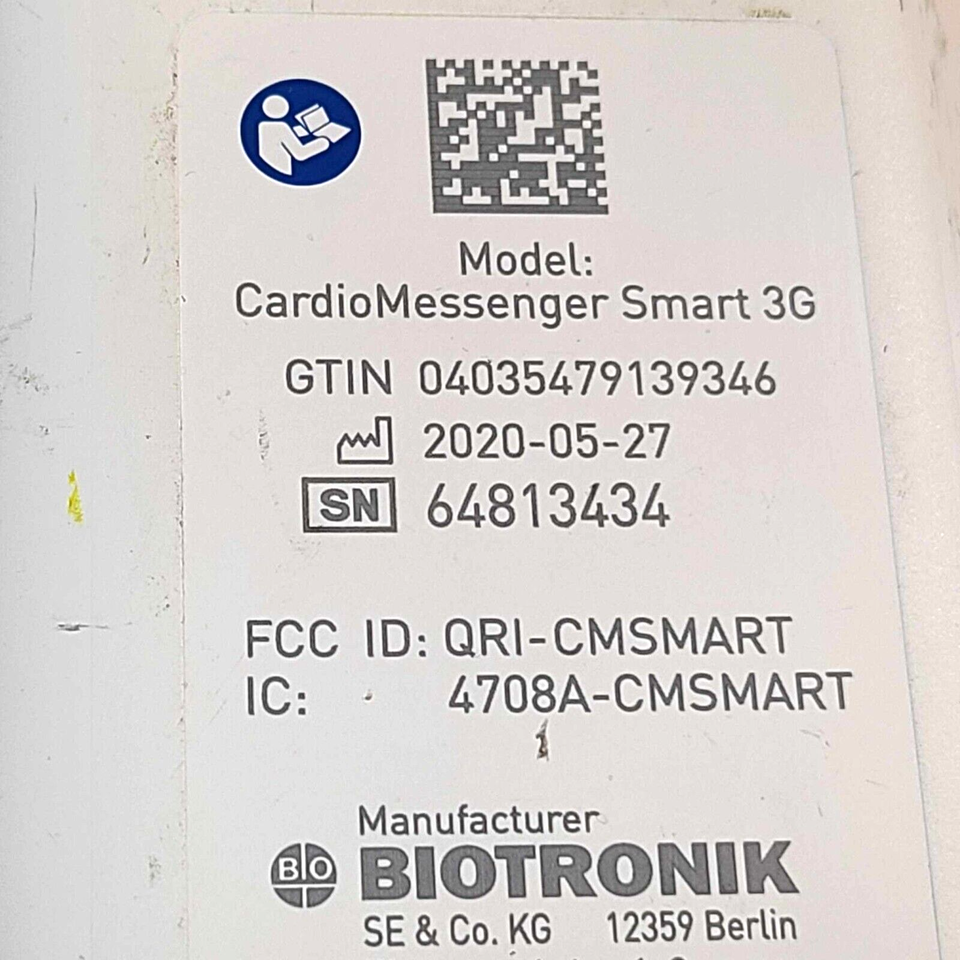 Model:
CardioMessenger Smart 3G
GTIN 04035479139346
2020-05-27
SN 64813434
FCC ID: QRI-CMSMART
IC: 4708A-CMSMART
Manufacturer
BIO BIOTRONIK
SE & Co. KG 12359 Berlin